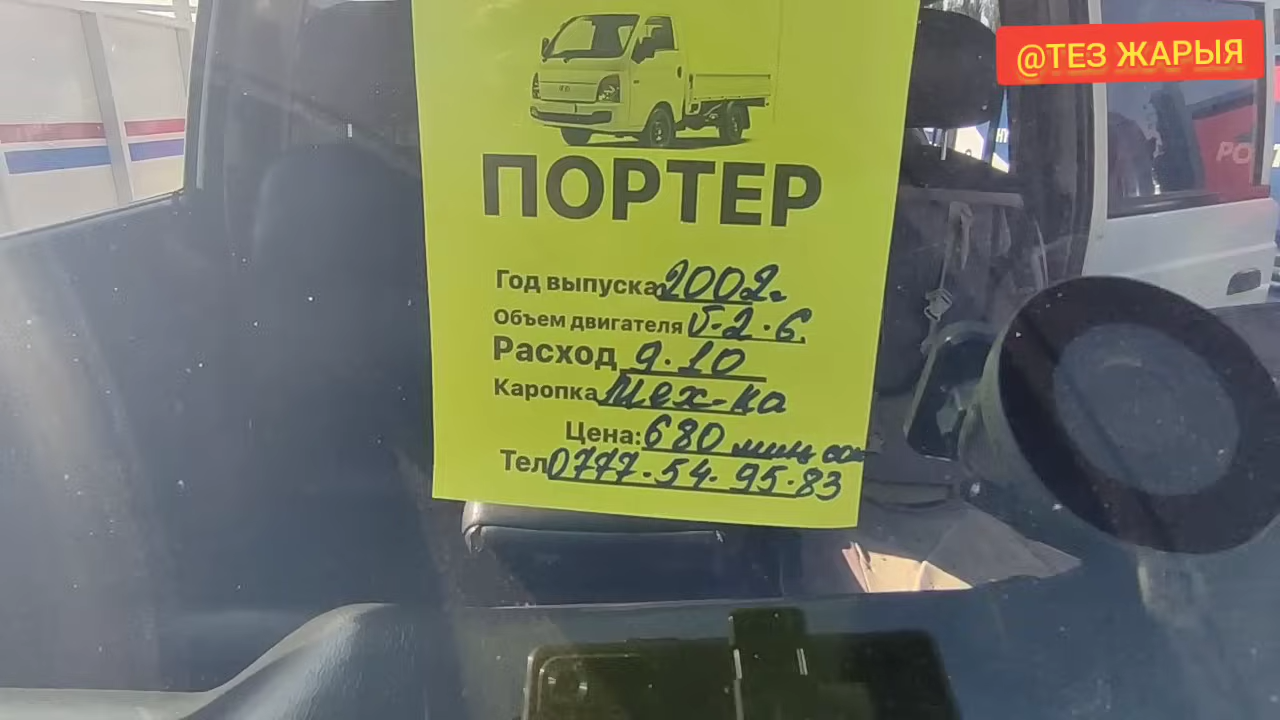 @ТЕЗ ЖАРЫЯ
ПОРТЕР
Год выпуска 2002г.
Объем двигателя V-2.6.
Расход 9.10
Каропка Мех-ка
Цена: 680 мин сом
Тел 0777.54.95.83